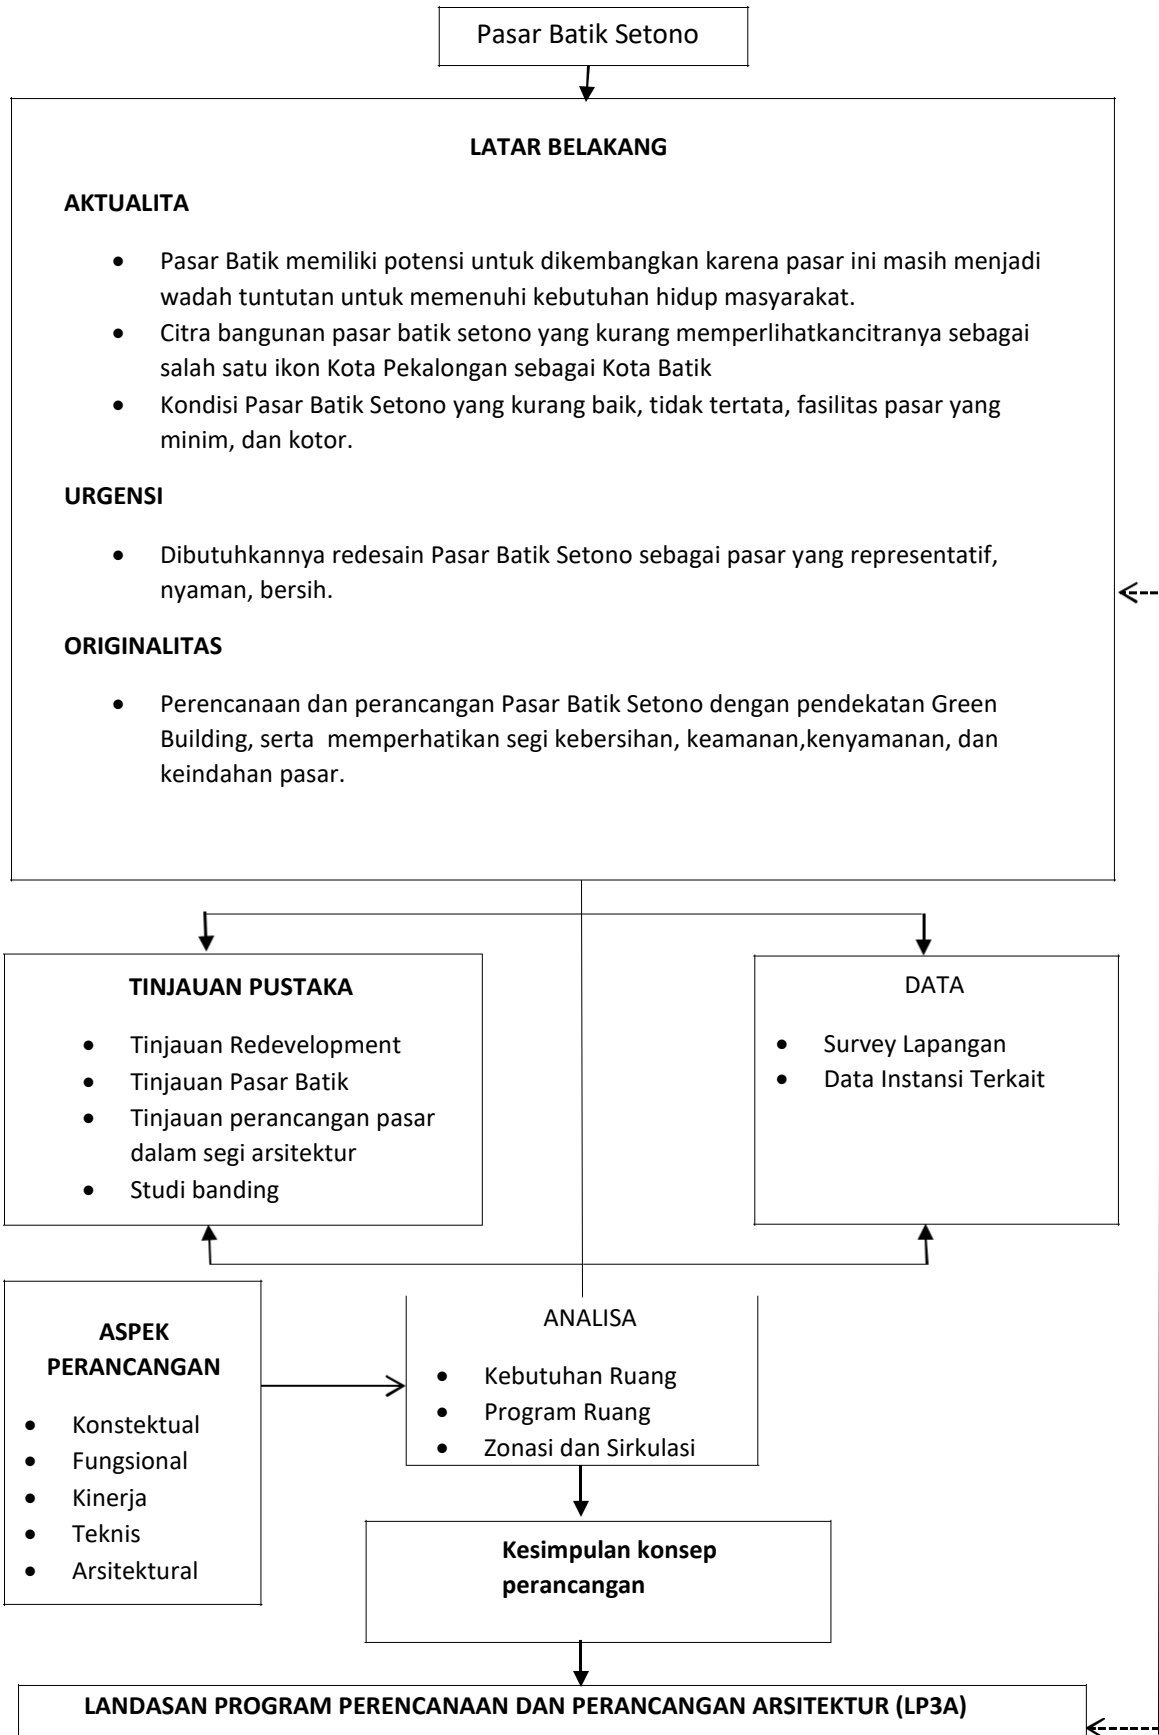 Pasar Batik Setono
LATAR BELAKANG
AKTUALITA
• Pasar Batik memiliki potensi untuk dikembangkan karena pasar ini masih menjadi
wadah tuntutan untuk memenuhi kebutuhan hidup masyarakat.
• Citra bangunan pasar batik setono yang kurang memperlihatkancitranya sebagai
salah satu ikon Kota Pekalongan sebagai Kota Batik
• Kondisi Pasar Batik Setono yang kurang baik, tidak tertata, fasilitas pasar yang
minim, dan kotor.
URGENSI
• Dibutuhkannya redesain Pasar Batik Setono sebagai pasar yang representatif,
nyaman, bersih.
ORIGINALITAS
• Perencanaan dan perancangan Pasar Batik Setono dengan pendekatan Green
Building, serta  memperhatikan segi kebersihan, keamanan,kenyamanan, dan
keindahan pasar.
TINJAUAN PUSTAKA
• Tinjauan Redevelopment
• Tinjauan Pasar Batik
• Tinjauan perancangan pasar
dalam segi arsitektur
• Studi banding
DATA
• Survey Lapangan
• Data Instansi Terkait
ASPEK
PERANCANGAN
• Konstektual
• Fungsional
• Kinerja
• Teknis
• Arsitektural
ANALISA
• Kebutuhan Ruang
• Program Ruang
• Zonasi dan Sirkulasi
Kesimpulan konsep
perancangan
LANDASAN PROGRAM PERENCANAAN DAN PERANCANGAN ARSITEKTUR (LP3A)